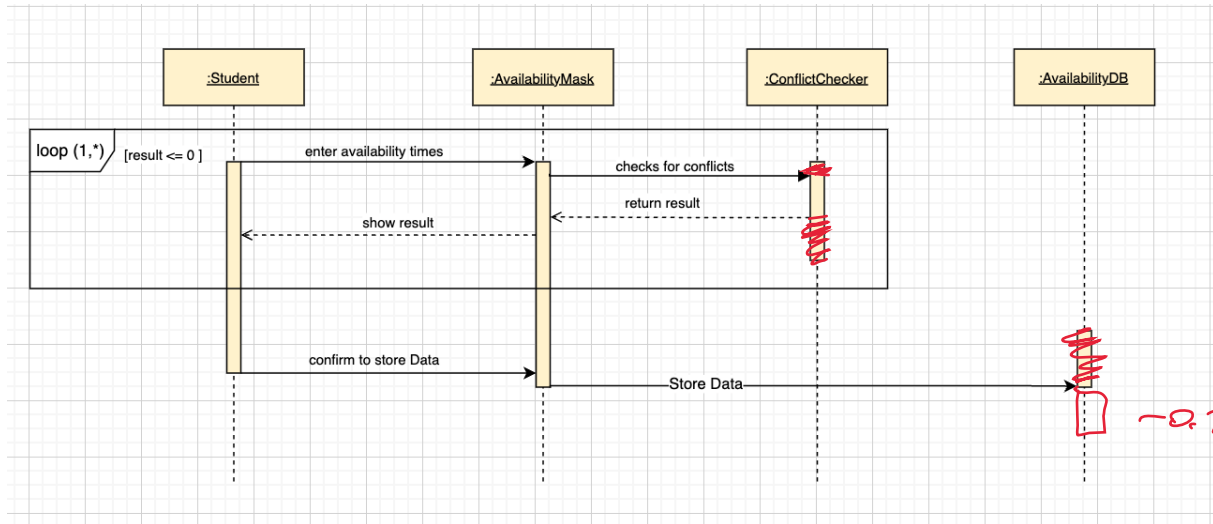 :Student
:AvailabilityMask
:ConflictChecker
:AvailabilityDB
loop (1,*)
[result <= 0 ]
enter availability times
checks for conflicts
return result
show result
confirm to store Data
Store Data